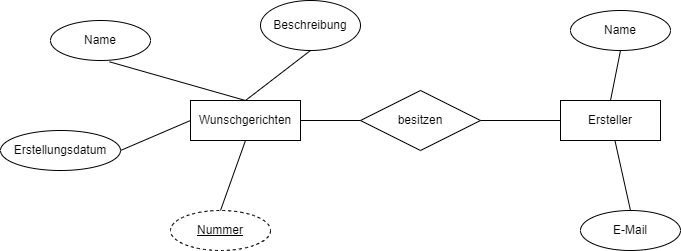 Beschreibung
Name
Name
Wunschgerichten
besitzen
Ersteller
Erstellungsdatum
Nummer
E-Mail